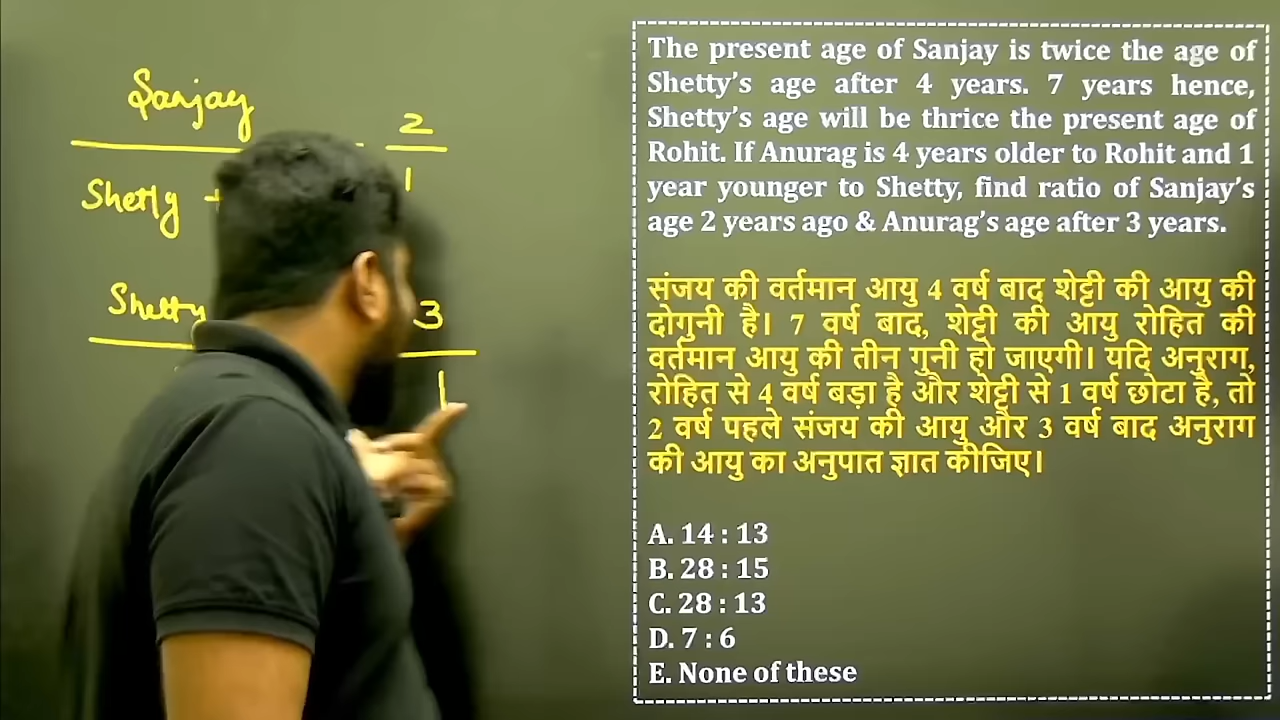 Sanjay
2
Shetty +
1
Shetty
3
1
The present age of Sanjay is twice the age of
Shetty's age after 4 years. 7 years hence,
Shetty's age will be thrice the present age of
Rohit. If Anurag is 4 years older to Rohit and 1
year younger to Shetty, find ratio of Sanjay's
age 2 years ago & Anurag's age after 3 years.
संजय की वर्तमान आयु 4 वर्ष बाद शेट्टी की आयु की
दोगुनी है। 7 वर्ष बाद, शेट्टी की आयु रोहित की
वर्तमान आयु की तीन गुनी हो जाएगी। यदि अनुराग,
रोहित से 4 वर्ष बड़ा है और शेट्टी से 1 वर्ष छोटा है, तो
2 वर्ष पहले संजय की आयु और 3 वर्ष बाद अनुराग
की आयु का अनुपात ज्ञात कीजिए।
A. 14 : 13
B. 28 : 15
C. 28 : 13
D. 7 : 6
E. None of these